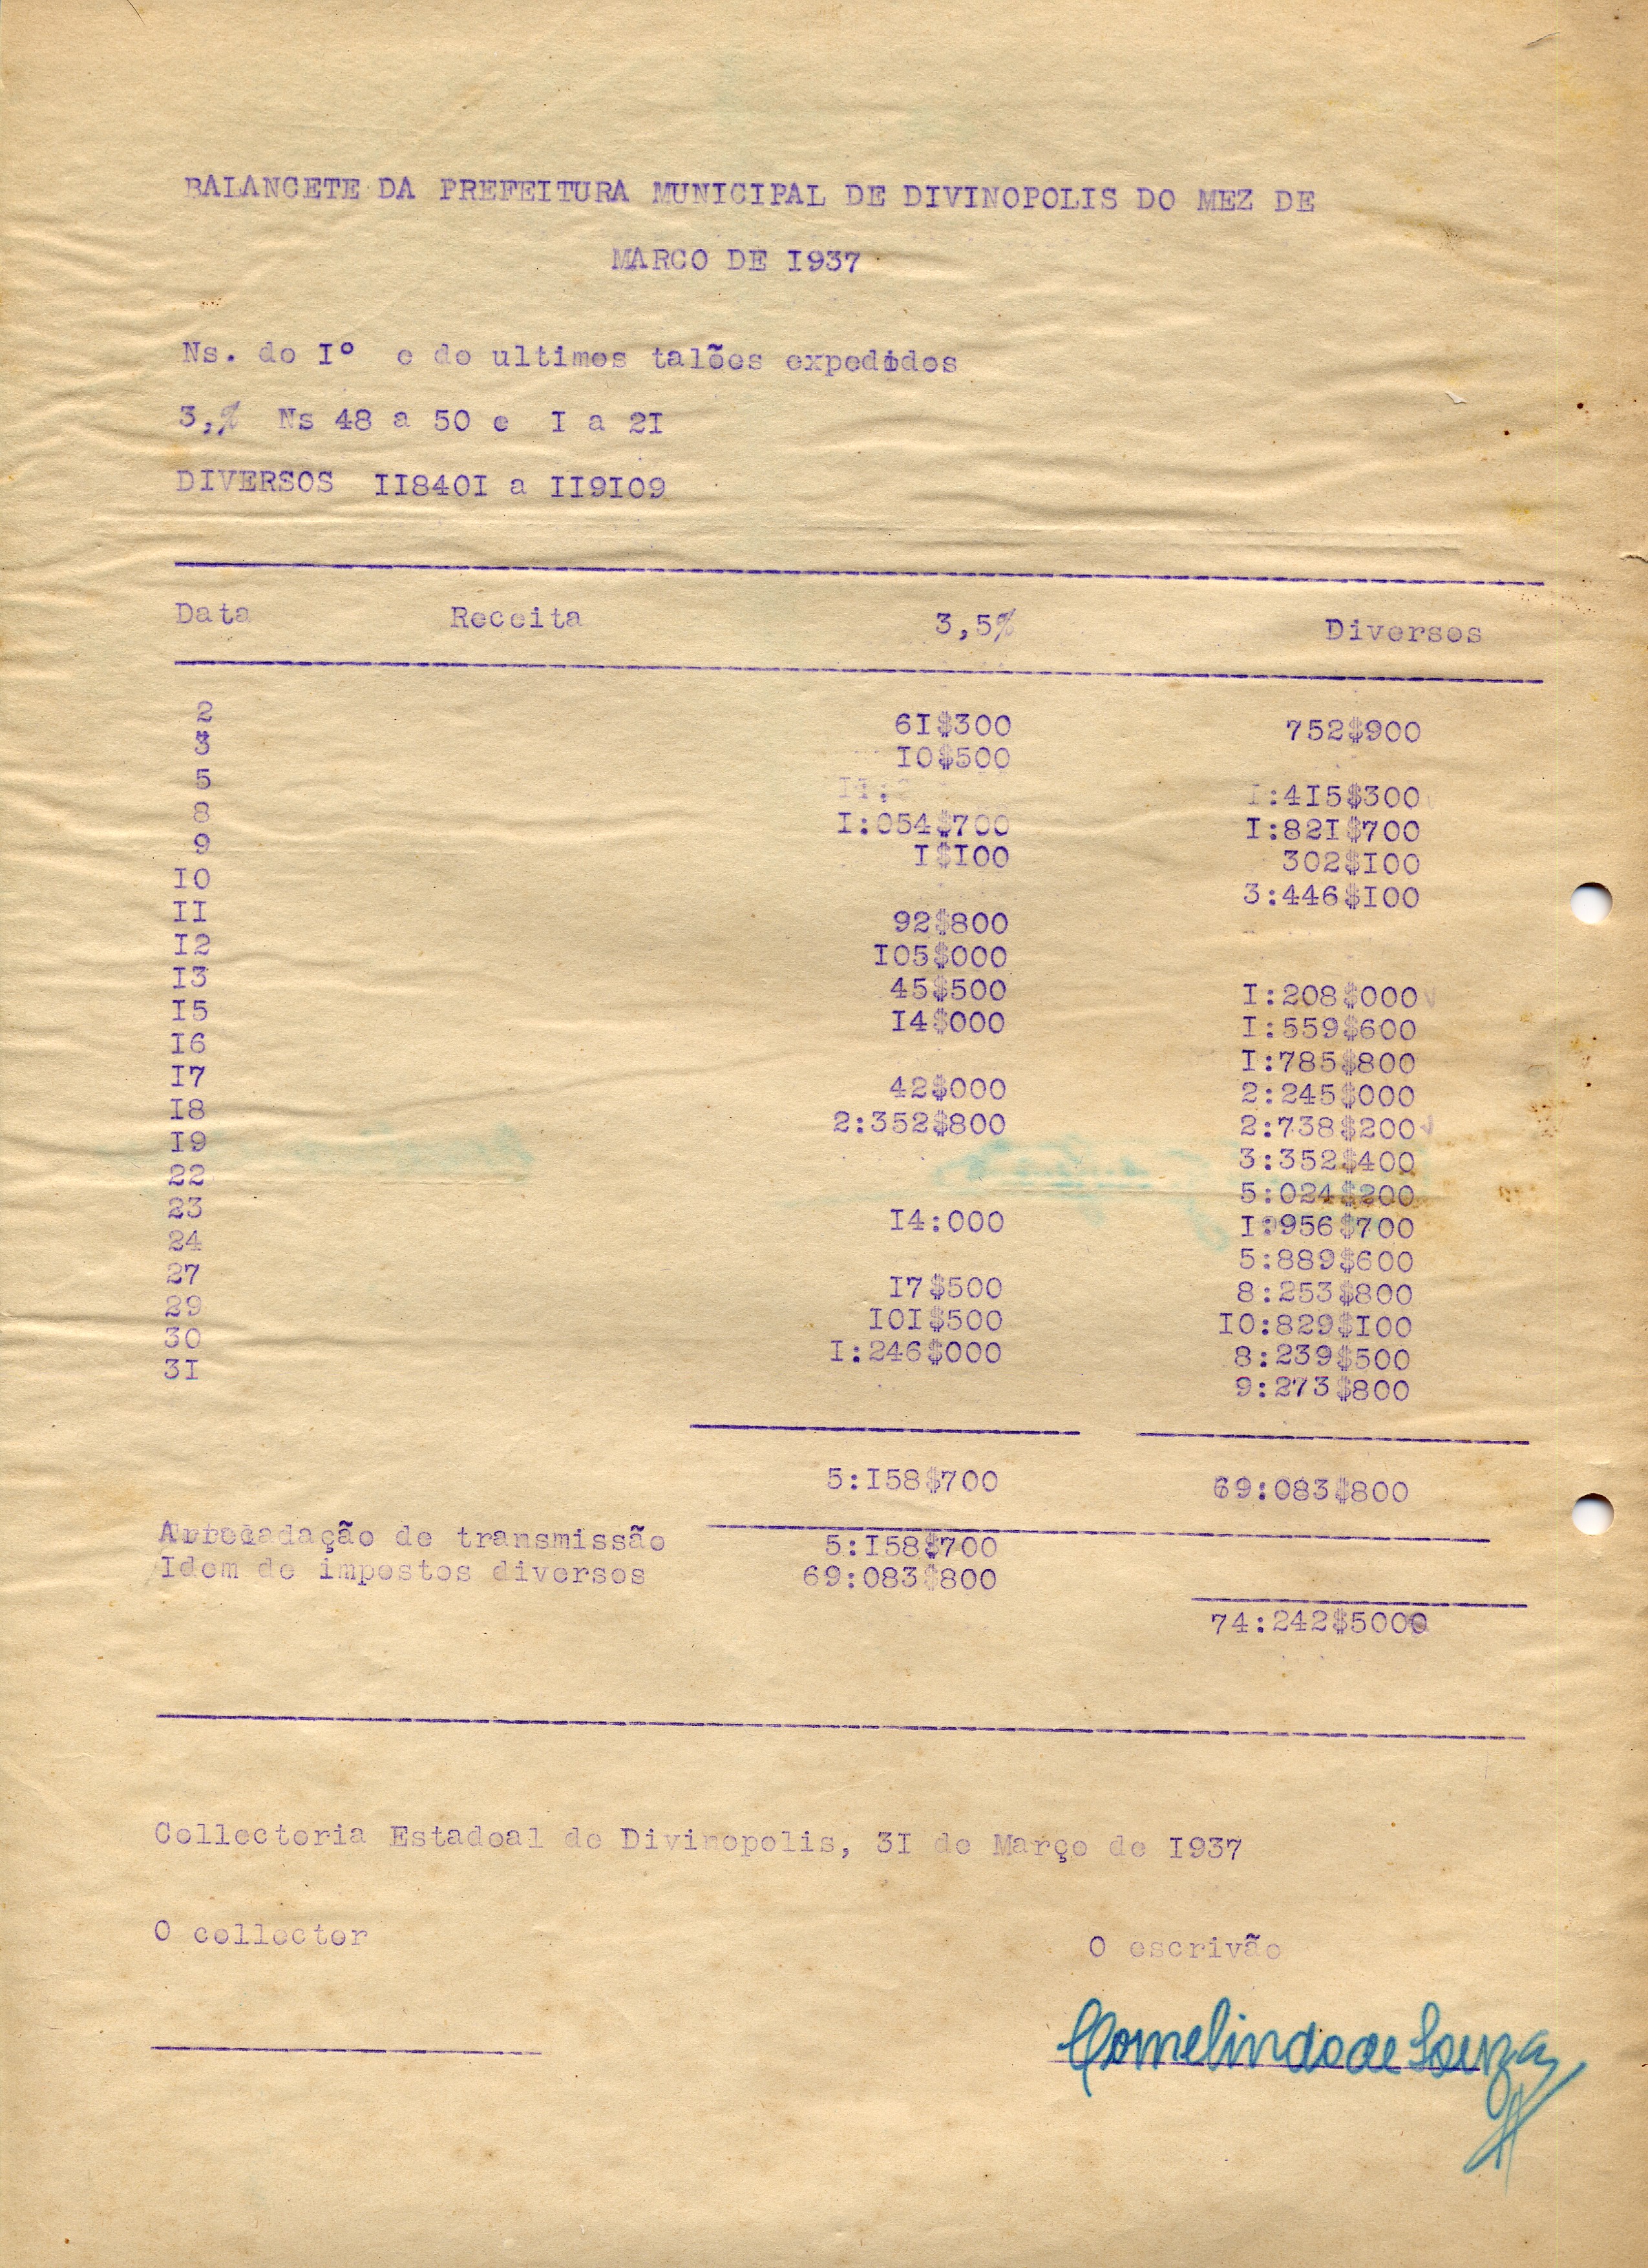 BALANCETE DA PREFEITURA MUNICIPAL DE DIVINOPOLIS DO MEZ DE
MARCO DE I937
Ns. do Iº e do ultimos talões expedidos
3,% Ns 48 a 50 e I a 2I
DIVERSOS II840I a II9I09
Data Receita 3,5% Diversos
2 6I$300 752$900
3 I0$500
5 I:4I5$300
8 I:054$700 I:82I$700
9 I$I00 302$I00
I0 3:446$I00
II 92$800
I2 I05$000
I3 45$500 I:208$000
I5 I4$000 I:559$600
I6 I:785$800
I7 42$000 2:245$000
I8 2:352$800 2:738$200
I9 3:352$400
22 5:024$200
23 I4:000 I:956$700
24 5:889$600
27 I7$500 8:253$800
29 I0I$500 I0:829$I00
30 I:246$000 8:239$500
3I 9:273$800
5:I58$700 69:083$800
Arrecadação de transmissão 5:I58$700
Idem de impostos diversos 69:083$800
74:242$5000
Collectoria Estadoal de Divinopolis, 3I de Março de I937
O collector O escrivão
Gomelindo de Souza